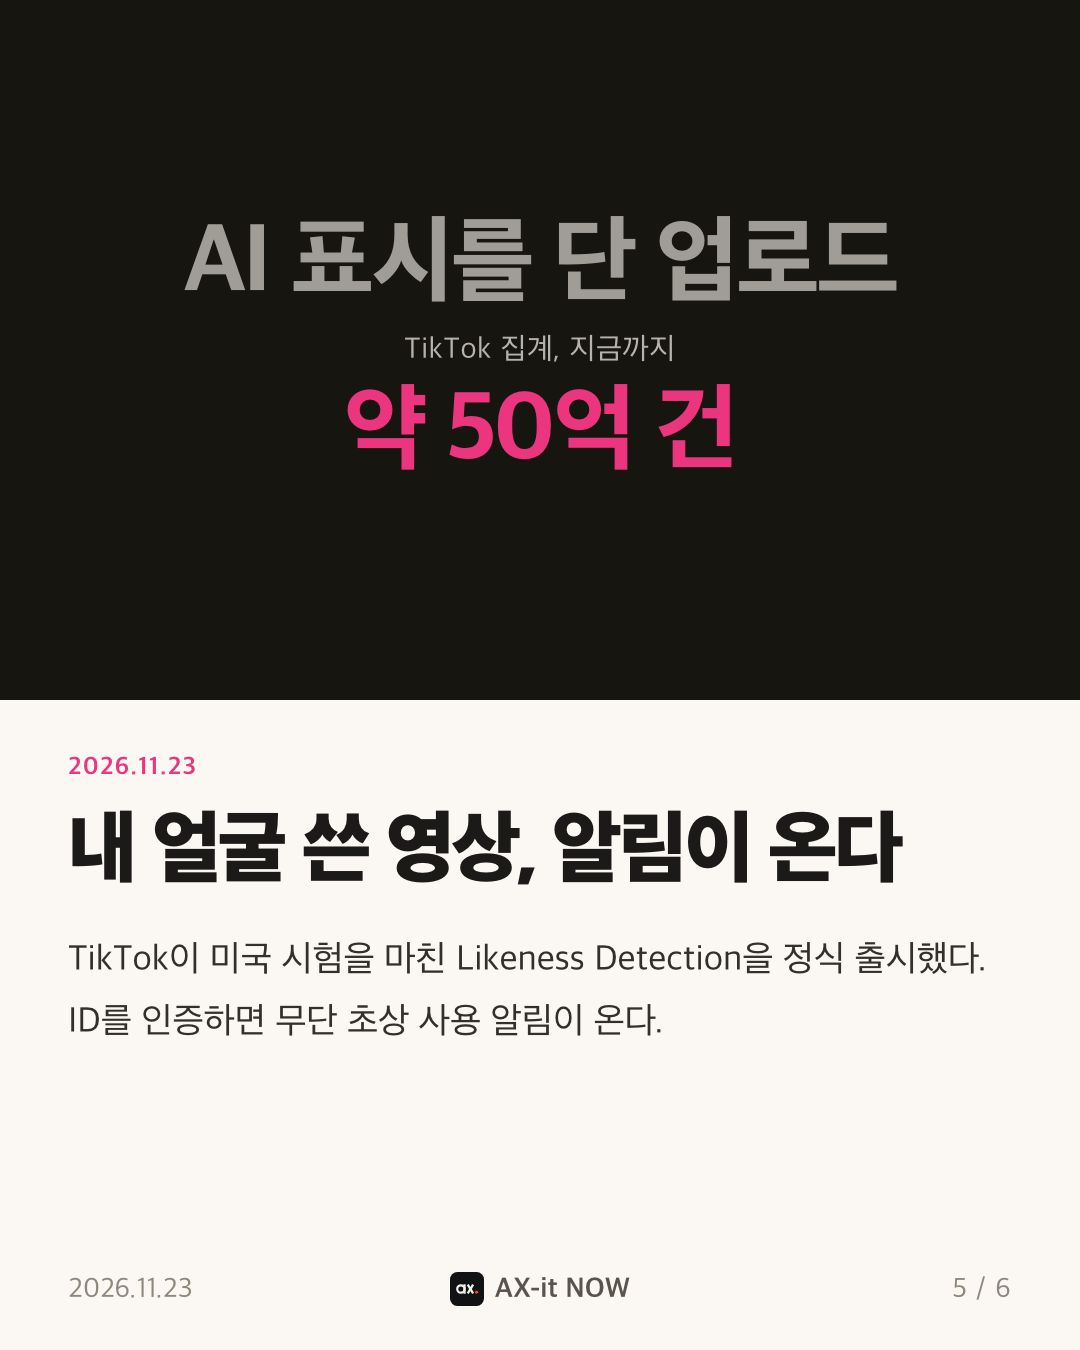 AI 표시를 단 업로드
TikTok 집계, 지금까지
약 50억 건
2026.11.23
내 얼굴 쓴 영상, 알림이 온다
TikTok이 미국 시험을 마친 Likeness Detection을 정식 출시했다.
ID를 인증하면 무단 초상 사용 알림이 온다.
2026.11.23
ax. AX-it NOW
5 / 6